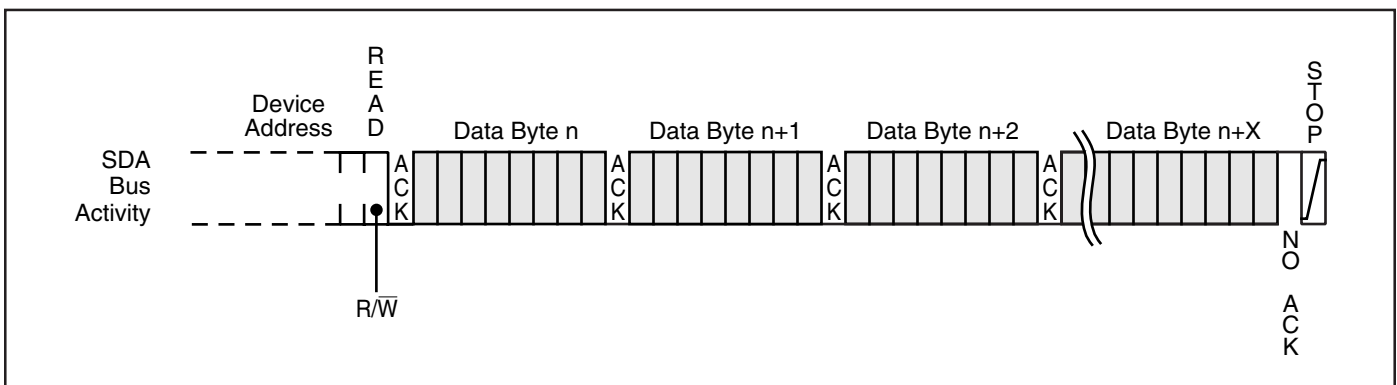 READ
STOP
Device
Address
Data Byte n
Data Byte n+1
Data Byte n+2
Data Byte n+X
SDA
Bus
Activity
ACK
ACK
ACK
ACK
NO ACK
R/W̅